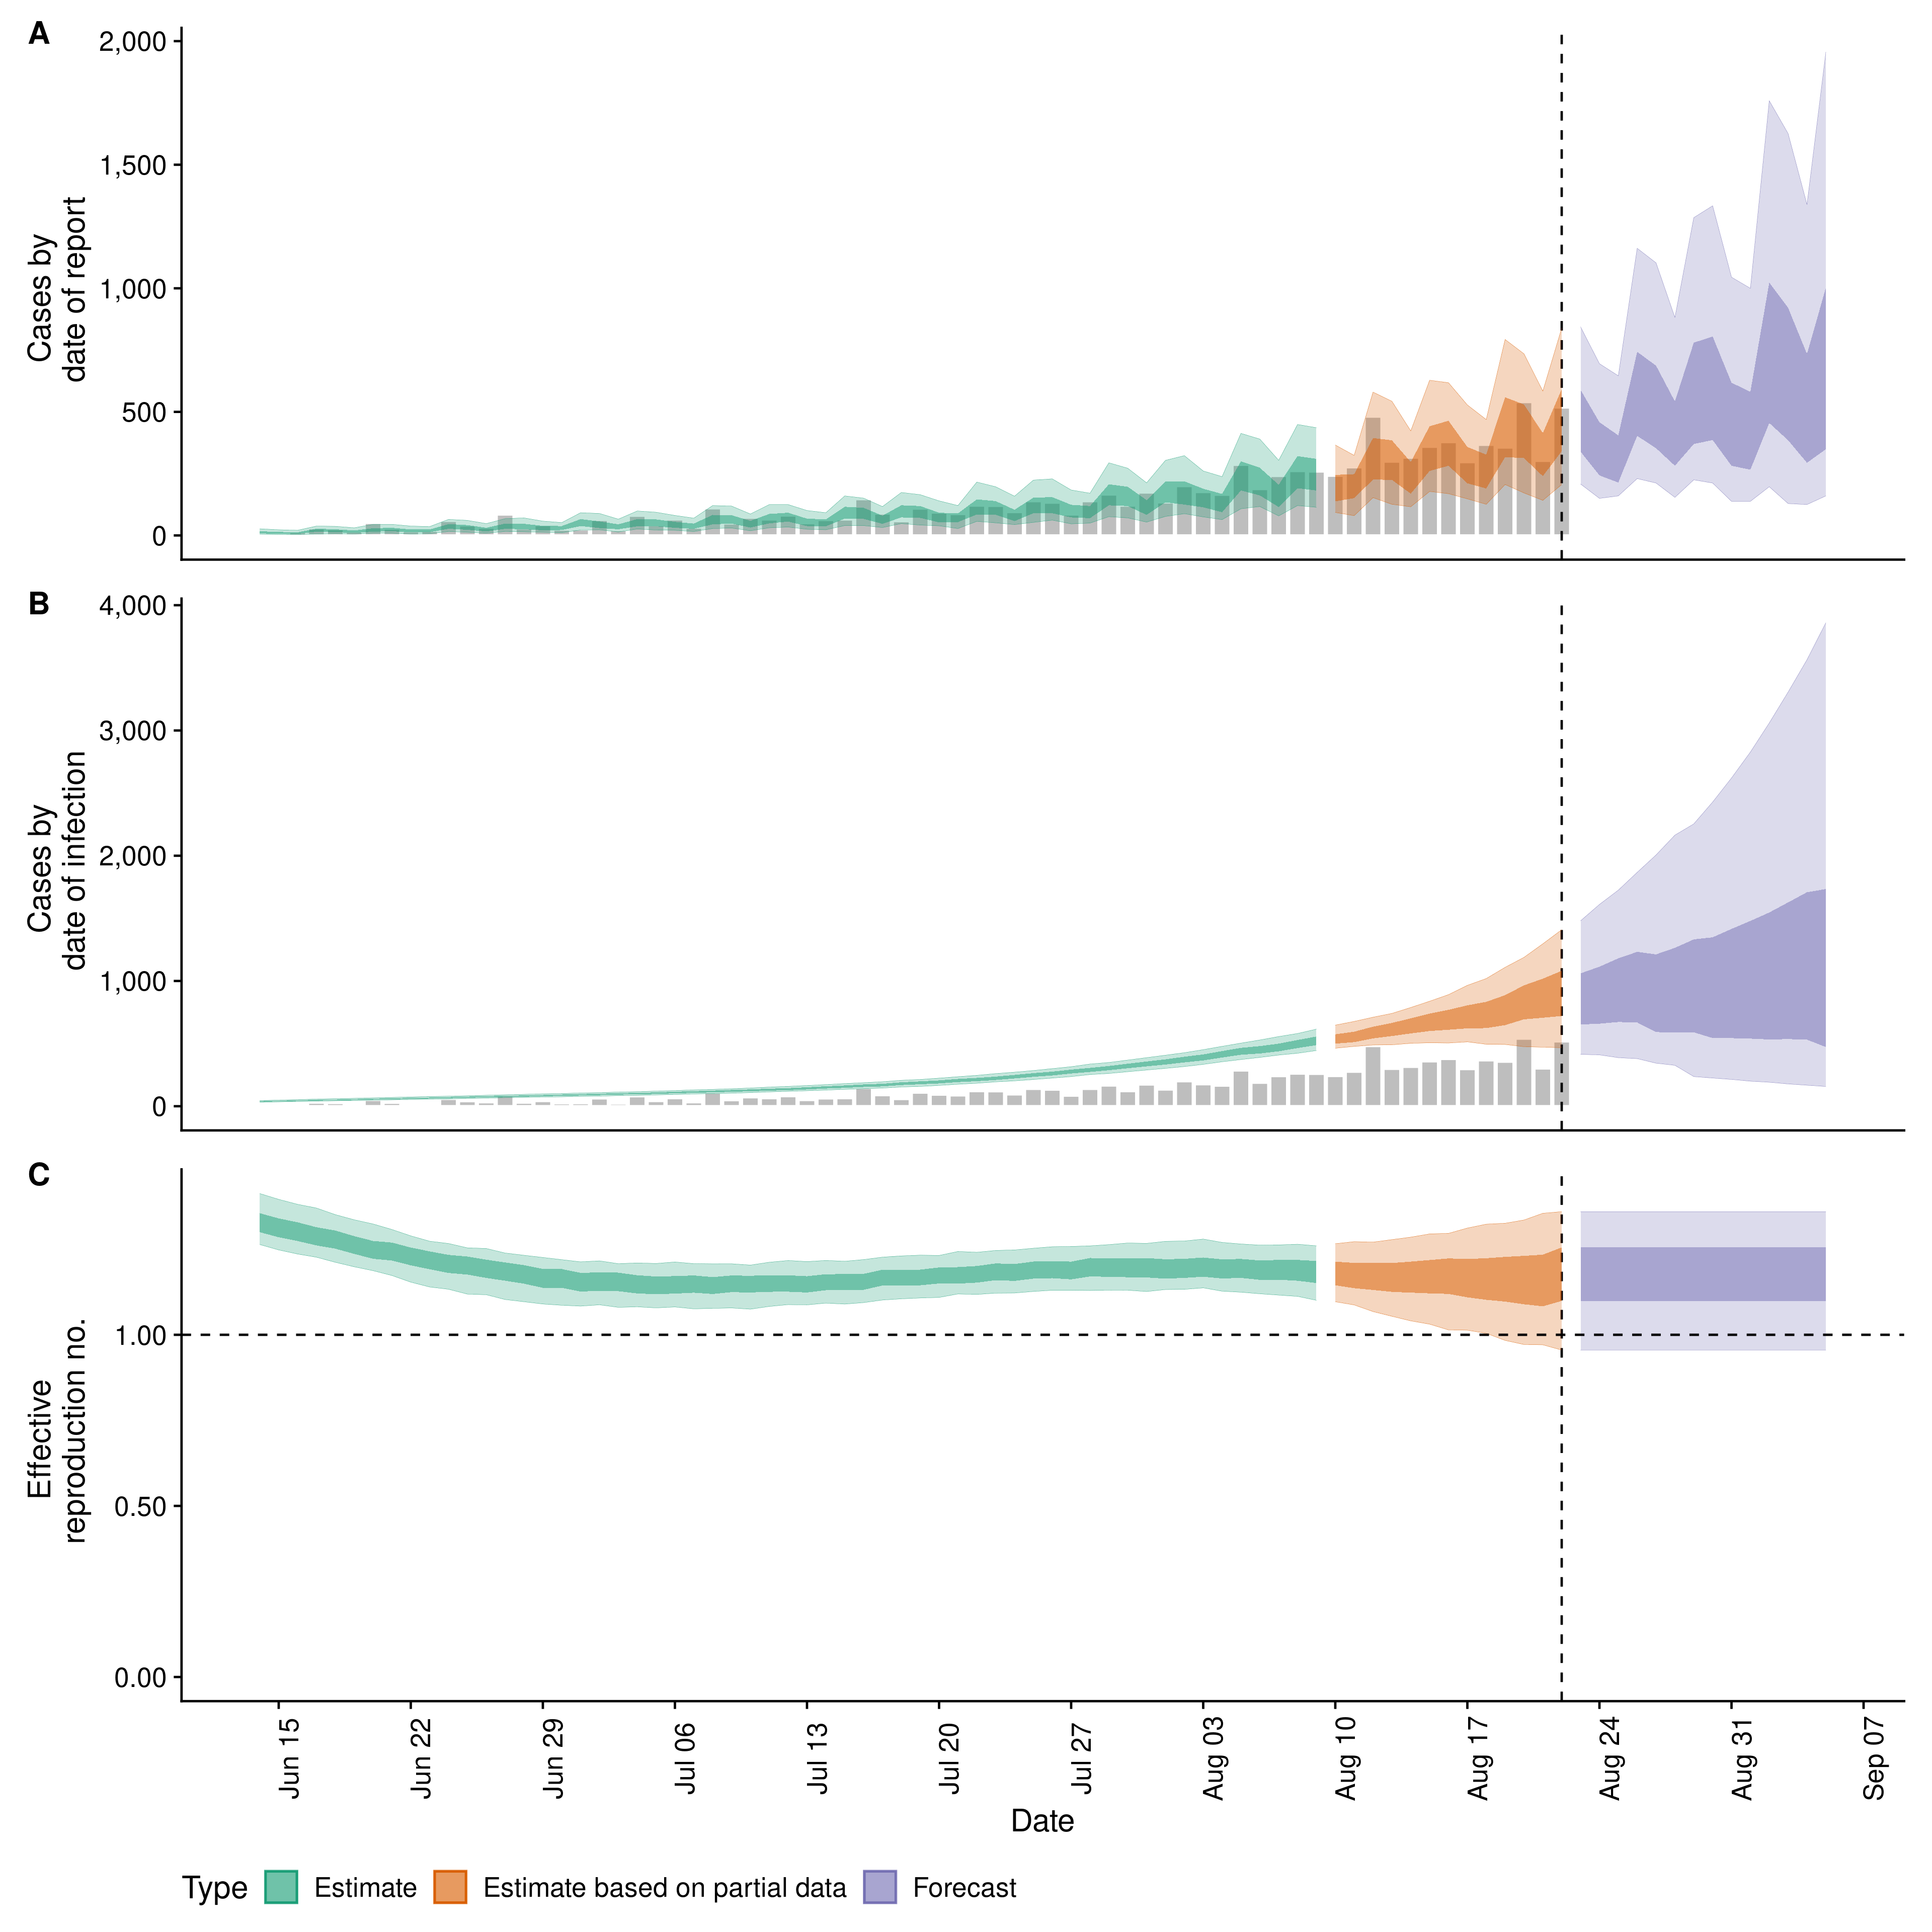 A
2,000
1,500
1,000
500
0
Cases by
date of report
B
4,000
3,000
2,000
1,000
0
Cases by
date of infection
C
1.00
0.50
0.00
Effective
reproduction no.
Jun 15
Jun 22
Jun 29
Jul 06
Jul 13
Jul 20
Jul 27
Aug 03
Aug 10
Aug 17
Aug 24
Aug 31
Sep 07
Date
Type Estimate Estimate based on partial data Forecast